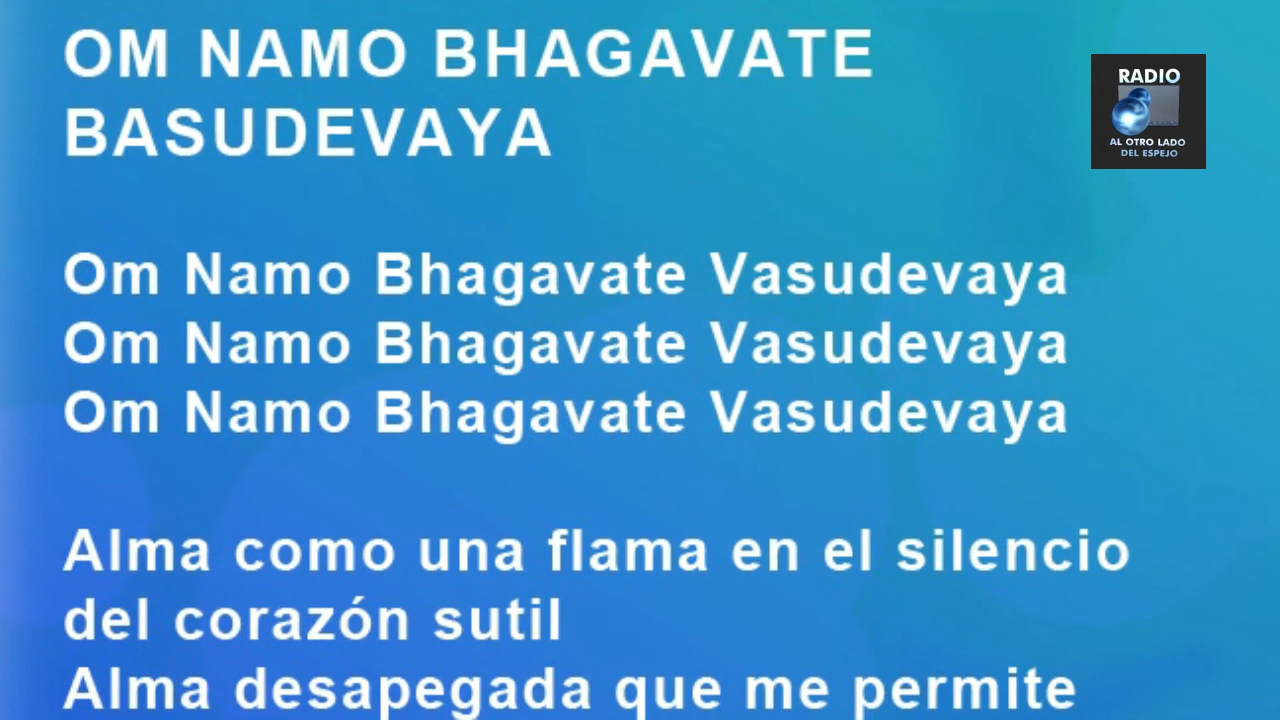 OM NAMO BHAGAVATE
BASUDEVAYA
RADIO
AL OTRO LADO
DEL ESPEJO
Om Namo Bhagavate Vasudevaya
Om Namo Bhagavate Vasudevaya
Om Namo Bhagavate Vasudevaya
Alma como una flama en el silencio
del corazón sutil
Alma desapegada que me permite